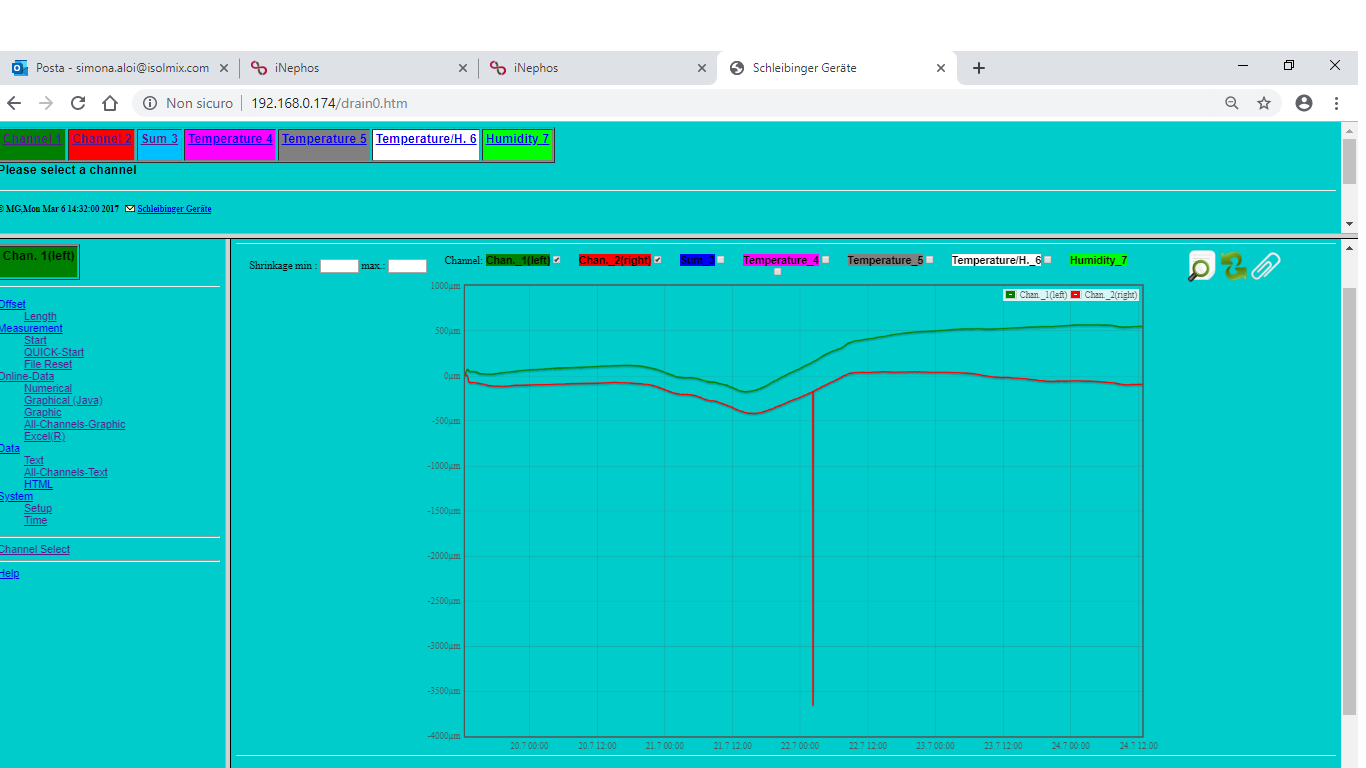 Posta - simona.aloi@isolmix.com
iNephos
iNephos
Schleibinger Geräte
Non sicuro
192.168.0.174/drain0.htm
Channel 1
Channel 2
Sum 3
Temperature 4
Temperature 5
Temperature/H. 6
Humidity 7
Please select a channel
© MG,Mon Mar 6 14:32:00 2017 Schleibinger Geräte
Chan. 1(left)
Offset
Length
Measurement
Start
QUICK-Start
File Reset
Online-Data
Numerical
Graphical (Java)
Graphic
All-Channels-Graphic
Excel(R)
Data
Text
All-Channels-Text
HTML
System
Setup
Time
Channel Select
Help
Shrinkage min : max.:
Channel: Chan._1(left) Chan._2(right) Sum_3 Temperature_4 Temperature_5 Temperature/H._6 Humidity_7
Chan._1(left) Chan._2(right)
1000µm
500µm
0µm
-500µm
-1000µm
-1500µm
-2000µm
-2500µm
-3000µm
-3500µm
-4000µm
20.7 00:00 20.7 12:00 21.7 00:00 21.7 12:00 22.7 00:00 22.7 12:00 23.7 00:00 23.7 12:00 24.7 00:00 24.7 12:00